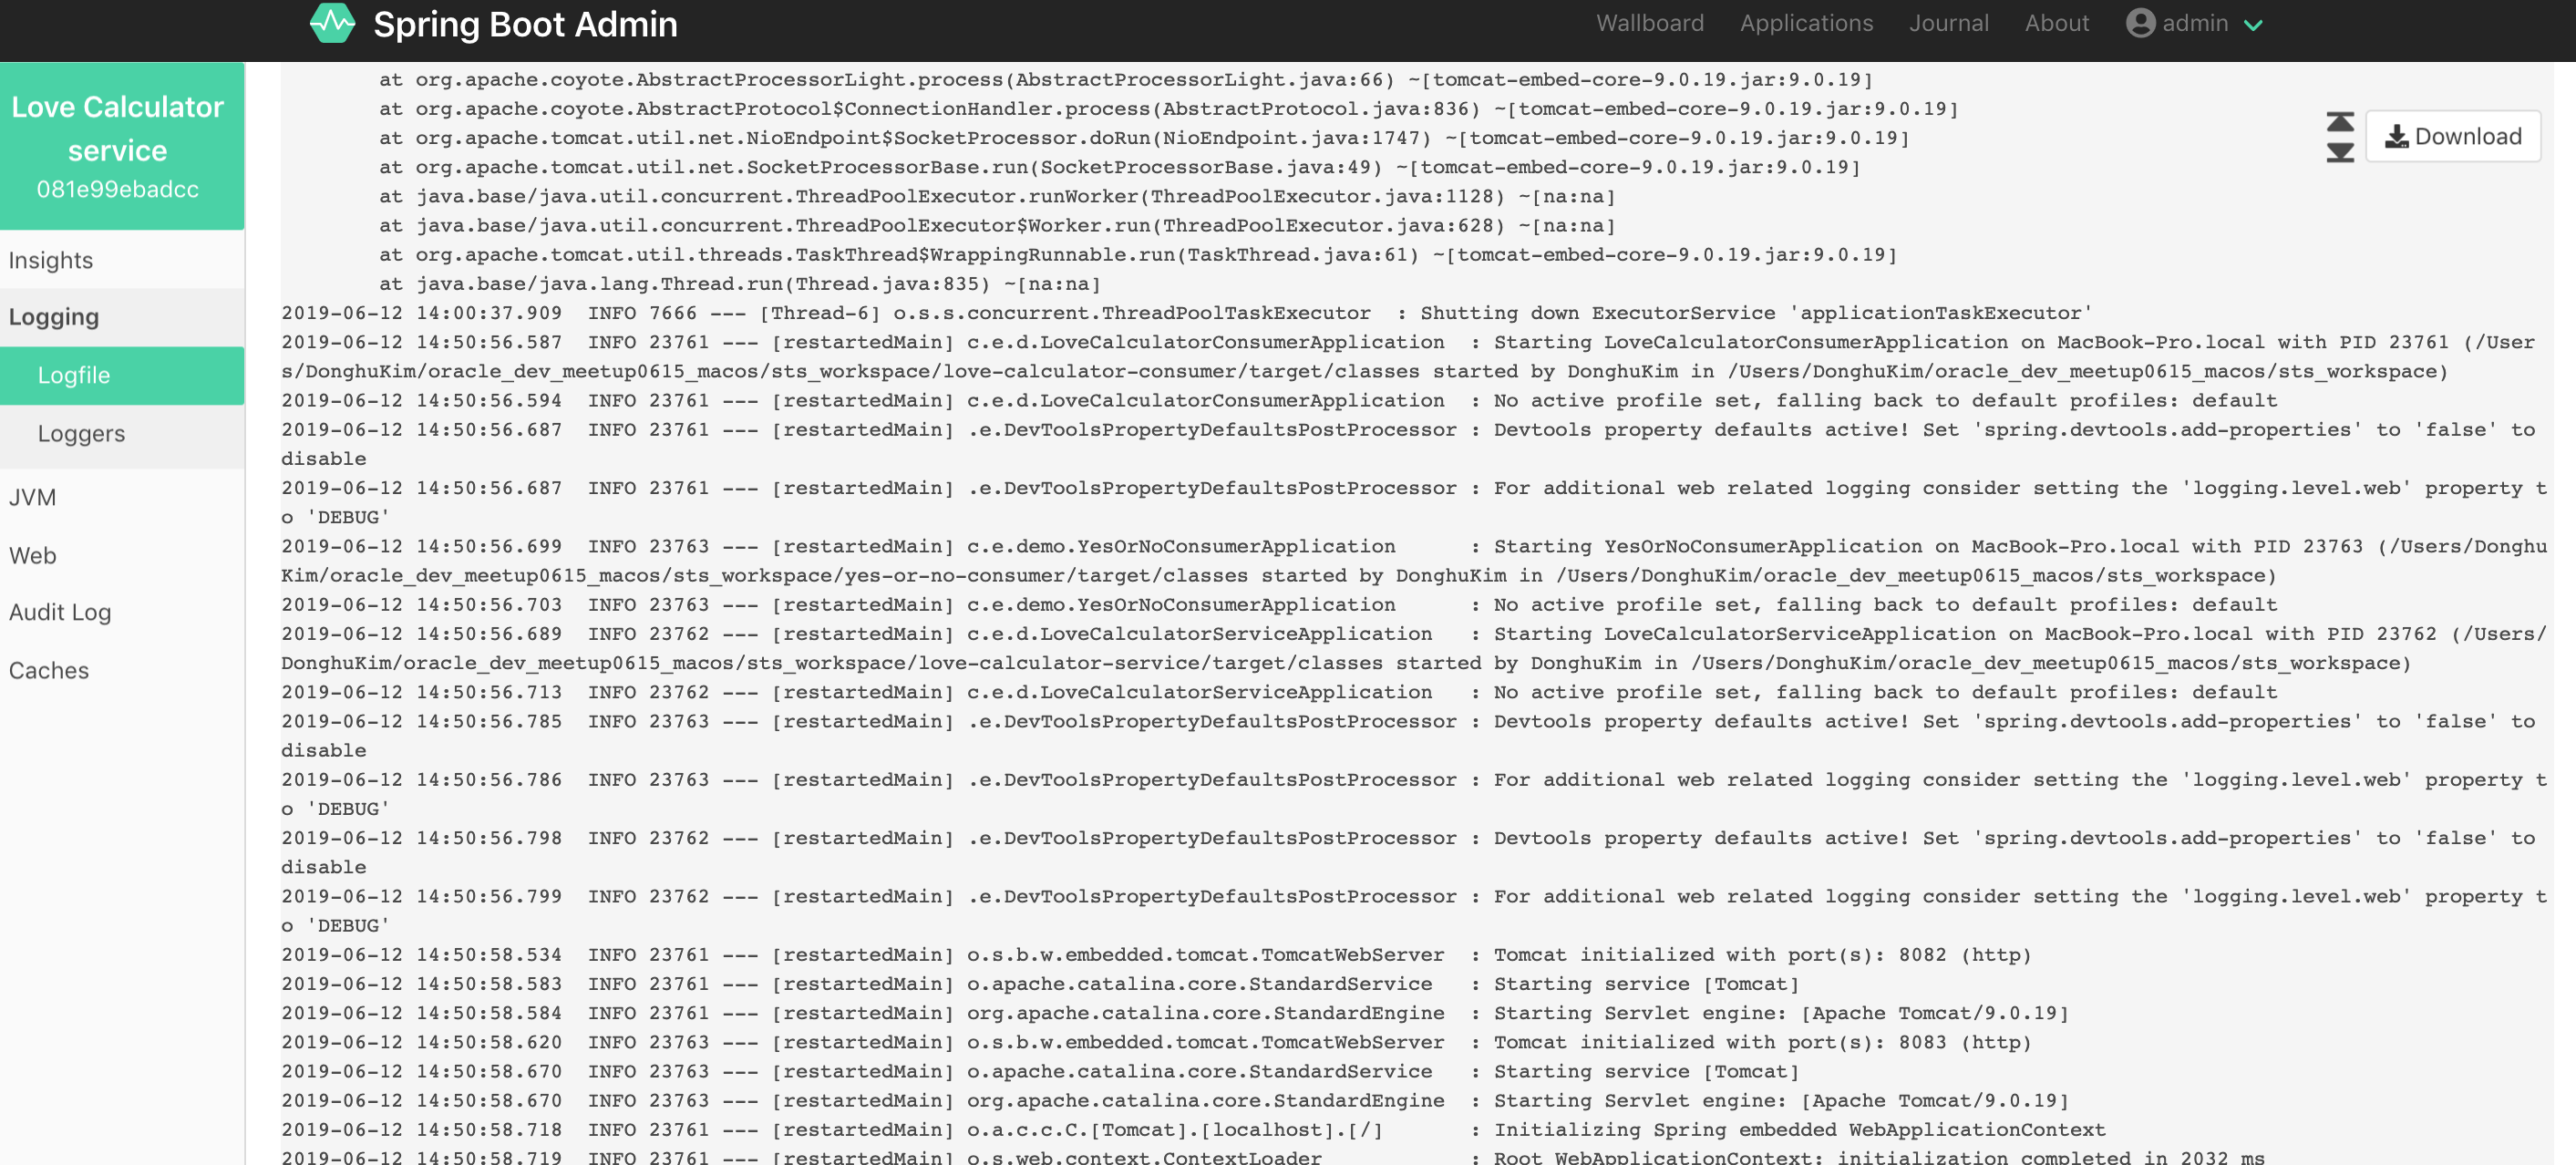 Spring Boot Admin
Wallboard Applications Journal About admin
Love Calculator
service
081e99ebadcc
Insights
Logging
Logfile
Loggers
JVM
Web
Audit Log
Caches
Download
at org.apache.coyote.AbstractProcessorLight.process(AbstractProcessorLight.java:66) ~[tomcat-embed-core-9.0.19.jar:9.0.19]
at org.apache.coyote.AbstractProtocol$ConnectionHandler.process(AbstractProtocol.java:836) ~[tomcat-embed-core-9.0.19.jar:9.0.19]
at org.apache.tomcat.util.net.NioEndpoint$SocketProcessor.doRun(NioEndpoint.java:1747) ~[tomcat-embed-core-9.0.19.jar:9.0.19]
at org.apache.tomcat.util.net.SocketProcessorBase.run(SocketProcessorBase.java:49) ~[tomcat-embed-core-9.0.19.jar:9.0.19]
at java.base/java.util.concurrent.ThreadPoolExecutor.runWorker(ThreadPoolExecutor.java:1128) ~[na:na]
at java.base/java.util.concurrent.ThreadPoolExecutor$Worker.run(ThreadPoolExecutor.java:628) ~[na:na]
at org.apache.tomcat.util.threads.TaskThread$WrappingRunnable.run(TaskThread.java:61) ~[tomcat-embed-core-9.0.19.jar:9.0.19]
at java.base/java.lang.Thread.run(Thread.java:835) ~[na:na]
2019-06-12 14:00:37.909  INFO 7666 --- [Thread-6] o.s.s.concurrent.ThreadPoolTaskExecutor  : Shutting down ExecutorService 'applicationTaskExecutor'
2019-06-12 14:50:56.587  INFO 23761 --- [restartedMain] c.e.d.LoveCalculatorConsumerApplication  : Starting LoveCalculatorConsumerApplication on MacBook-Pro.local with PID 23761 (/User
s/DonghuKim/oracle_dev_meetup0615_macos/sts_workspace/love-calculator-consumer/target/classes started by DonghuKim in /Users/DonghuKim/oracle_dev_meetup0615_macos/sts_workspace)
2019-06-12 14:50:56.594  INFO 23761 --- [restartedMain] c.e.d.LoveCalculatorConsumerApplication  : No active profile set, falling back to default profiles: default
2019-06-12 14:50:56.687  INFO 23761 --- [restartedMain] .e.DevToolsPropertyDefaultsPostProcessor : Devtools property defaults active! Set 'spring.devtools.add-properties' to 'false' to
disable
2019-06-12 14:50:56.687  INFO 23761 --- [restartedMain] .e.DevToolsPropertyDefaultsPostProcessor : For additional web related logging consider setting the 'logging.level.web' property t
o 'DEBUG'
2019-06-12 14:50:56.699  INFO 23763 --- [restartedMain] c.e.demo.YesOrNoConsumerApplication      : Starting YesOrNoConsumerApplication on MacBook-Pro.local with PID 23763 (/Users/Donghu
Kim/oracle_dev_meetup0615_macos/sts_workspace/yes-or-no-consumer/target/classes started by DonghuKim in /Users/DonghuKim/oracle_dev_meetup0615_macos/sts_workspace)
2019-06-12 14:50:56.703  INFO 23763 --- [restartedMain] c.e.demo.YesOrNoConsumerApplication      : No active profile set, falling back to default profiles: default
2019-06-12 14:50:56.689  INFO 23762 --- [restartedMain] c.e.d.LoveCalculatorServiceApplication   : Starting LoveCalculatorServiceApplication on MacBook-Pro.local with PID 23762 (/Users/
DonghuKim/oracle_dev_meetup0615_macos/sts_workspace/love-calculator-service/target/classes started by DonghuKim in /Users/DonghuKim/oracle_dev_meetup0615_macos/sts_workspace)
2019-06-12 14:50:56.713  INFO 23762 --- [restartedMain] c.e.d.LoveCalculatorServiceApplication   : No active profile set, falling back to default profiles: default
2019-06-12 14:50:56.785  INFO 23763 --- [restartedMain] .e.DevToolsPropertyDefaultsPostProcessor : Devtools property defaults active! Set 'spring.devtools.add-properties' to 'false' to
disable
2019-06-12 14:50:56.786  INFO 23763 --- [restartedMain] .e.DevToolsPropertyDefaultsPostProcessor : For additional web related logging consider setting the 'logging.level.web' property t
o 'DEBUG'
2019-06-12 14:50:56.798  INFO 23762 --- [restartedMain] .e.DevToolsPropertyDefaultsPostProcessor : Devtools property defaults active! Set 'spring.devtools.add-properties' to 'false' to
disable
2019-06-12 14:50:56.799  INFO 23762 --- [restartedMain] .e.DevToolsPropertyDefaultsPostProcessor : For additional web related logging consider setting the 'logging.level.web' property t
o 'DEBUG'
2019-06-12 14:50:58.534  INFO 23761 --- [restartedMain] o.s.b.w.embedded.tomcat.TomcatWebServer  : Tomcat initialized with port(s): 8082 (http)
2019-06-12 14:50:58.583  INFO 23761 --- [restartedMain] o.apache.catalina.core.StandardService   : Starting service [Tomcat]
2019-06-12 14:50:58.584  INFO 23761 --- [restartedMain] org.apache.catalina.core.StandardEngine  : Starting Servlet engine: [Apache Tomcat/9.0.19]
2019-06-12 14:50:58.620  INFO 23763 --- [restartedMain] o.s.b.w.embedded.tomcat.TomcatWebServer  : Tomcat initialized with port(s): 8083 (http)
2019-06-12 14:50:58.670  INFO 23763 --- [restartedMain] o.apache.catalina.core.StandardService   : Starting service [Tomcat]
2019-06-12 14:50:58.670  INFO 23763 --- [restartedMain] org.apache.catalina.core.StandardEngine  : Starting Servlet engine: [Apache Tomcat/9.0.19]
2019-06-12 14:50:58.718  INFO 23761 --- [restartedMain] o.a.c.c.C.[Tomcat].[localhost].[/]       : Initializing Spring embedded WebApplicationContext
2019-06-12 14:50:58.719  INFO 23761 --- [restartedMain] o.s.web.context.ContextLoader            : Root WebApplicationContext: initialization completed in 2032 ms